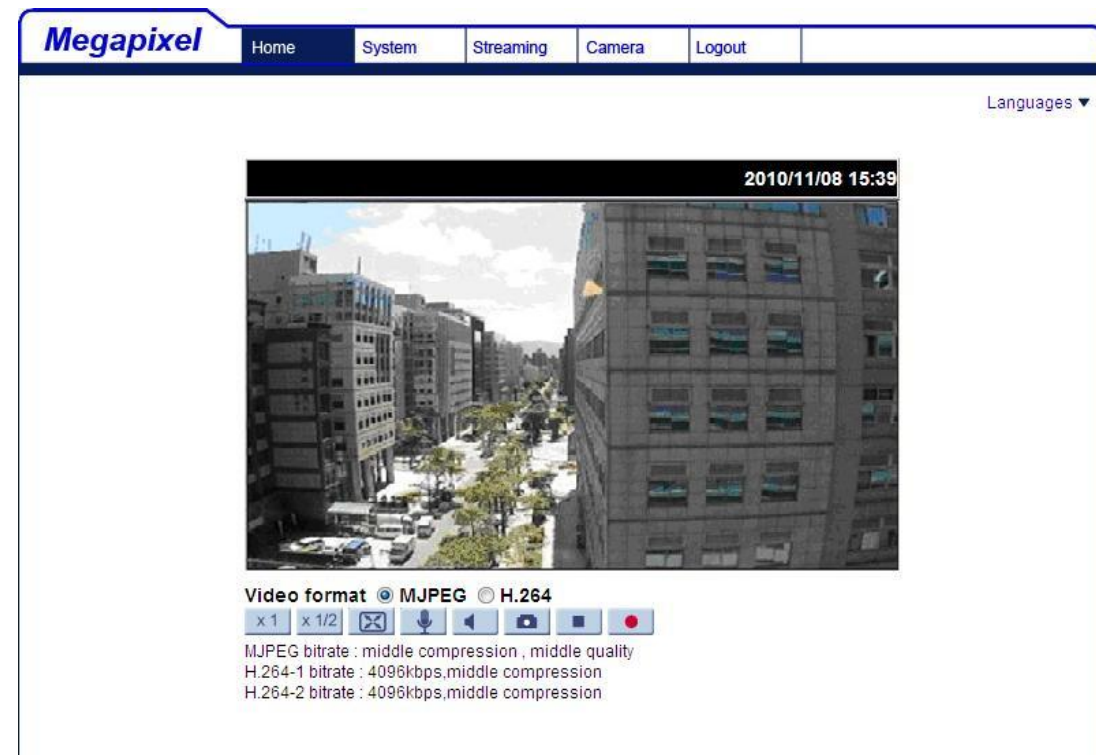 Megapixel
Home System Streaming Camera Logout
Languages ▼
2010/11/08 15:39
Video format MJPEG H.264
x 1 x 1/2
MJPEG bitrate : middle compression , middle quality
H.264-1 bitrate : 4096kbps,middle compression
H.264-2 bitrate : 4096kbps,middle compression